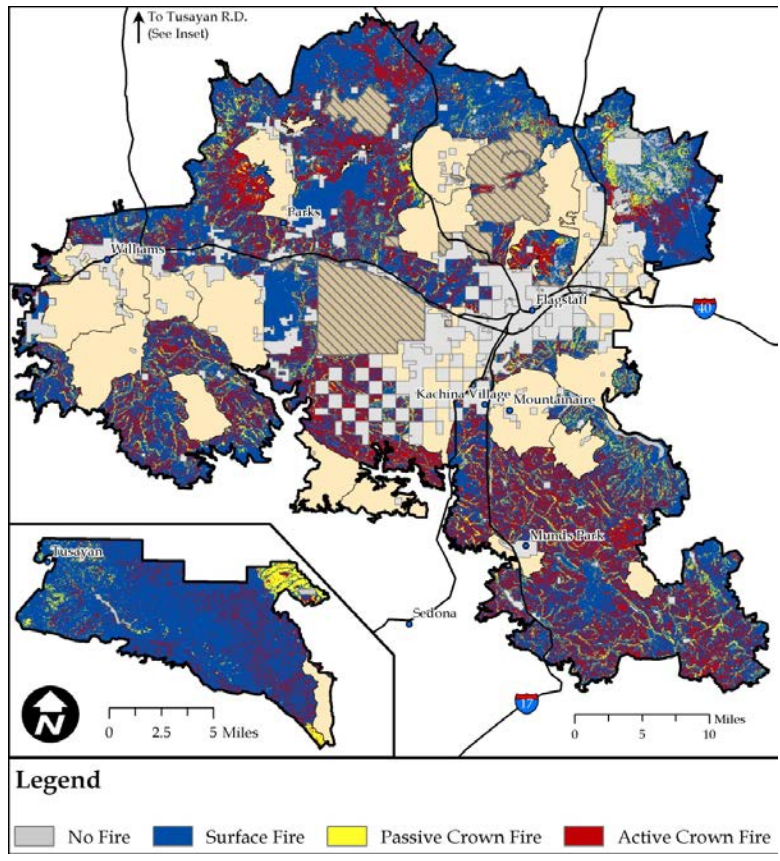 To Tusayan R.D.
(See Inset)
Parks
Williams
Flagstaff
40
Kachina Village
Mountainaire
Munds Park
Tusayan
Sedona
N
0 2.5 5 Miles
17
Miles
0 5 10
Legend
No Fire Surface Fire Passive Crown Fire Active Crown Fire